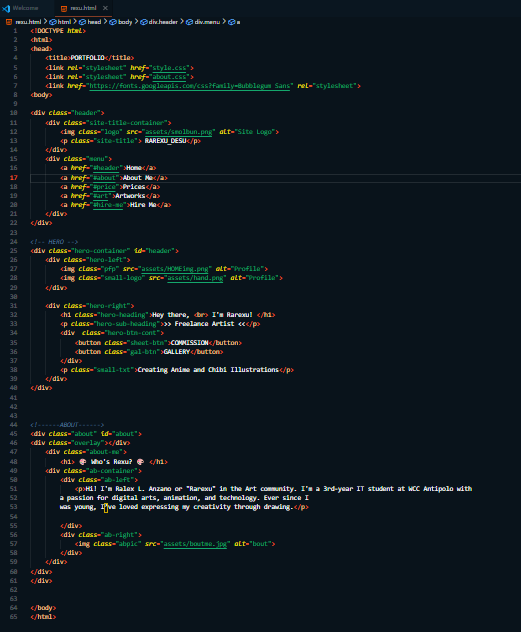 Welcome
rexu.html
rexu.html > html > head > body > div.header > div.menu > a
1 <!DOCTYPE html>
2 <html>
3 <head>
4 <title>PORTFOLIO</title>
5 <link rel="stylesheet" href="style.css">
6 <link rel="stylesheet" href="about.css">
7 <link href="https://fonts.googleapis.com/css?family=Bubblegum Sans" rel="stylesheet">
8 <body>
9
10 <div class="header">
11 <div class="site-title-container">
12 <img class="logo" src="assets/smolbun.png" alt="Site Logo">
13 <p class="site-title"> RAREXU_DESU</p>
14 </div>
15 <div class="menu">
16 <a href="#header">Home</a>
17 <a href="#about">About Me</a>
18 <a href="#price">Prices</a>
19 <a href="#art">Artworks</a>
20 <a href="#hire-me">Hire Me</a>
21 </div>
22 </div>
23
24 <!-- HERO -->
25 <div class="hero-container" id="header">
26 <div class="hero-left">
27 <img class="pfp" src="assets/HOMEimg.png" alt="Profile">
28 <img class="small-logo" src="assets/hand.png" alt="Profile">
29 </div>
30
31 <div class="hero-right">
32 <h1 class="hero-heading">Hey there, <br> I'm Rarexu! </h1>
33 <p class="hero-sub-heading">>> Freelance Artist <<</p>
34 <div class="hero-btm-cont">
35 <button class="sheet-btn">COMMISSION</button>
36 <button class="gal-btn">GALLERY</button>
37 </div>
38 <p class="small-txt">Creating Anime and Chibi Illustrations</p>
39 </div>
40 </div>
41
42
43
44 <!------ABOUT------>
45 <div class="about" id="about">
46 <div class="overlay"></div>
47 <div class="about-me">
48 <h1> Who's Rexu? </h1>
49 <div class="ab-container">
50 <div class="ab-left">
51 <p>Hi! I'm Ralex L. Anzano or "Rarexu" in the Art community. I'm a 3rd-year IT student at WCC Antipolo with
52 a passion for digital arts, animation, and technology. Ever since I
53 was young, I've loved expressing my creativity through drawing.</p>
54
55 </div>
56 <div class="ab-right">
57 <img class="abpic" src="assets/boutme.jpg" alt="bout">
58 </div>
59 </div>
60 </div>
61 </div>
62
63
64 </body>
65 </html>